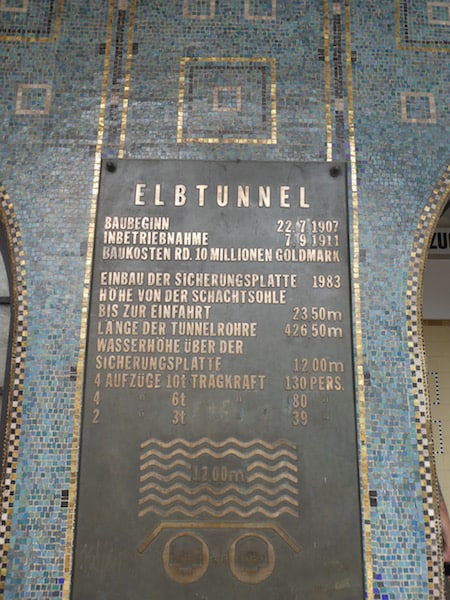 ELBTUNNEL
BAUBEGINN 22.7.1907
INBETRIEBNAHME 7.9.1911
BAUKOSTEN RD. 10 MILLIONEN GOLDMARK
EINBAU DER SICHERUNGSPLATTE 1983
HÖHE VON DER SCHACHTSOHLE
BIS ZUR EINFAHRT 23 50m
LÄNGE DER TUNNELROHRE 426 50m
WASSERHÖHE ÜBER DER
SICHERUNGSPLATTE 12 00m
4 AUFZÜGE 10t TRAGKRAFT 130 PERS.
4 " 6t " 80 "
2 " 3t " 39 "
12 00m
ZU